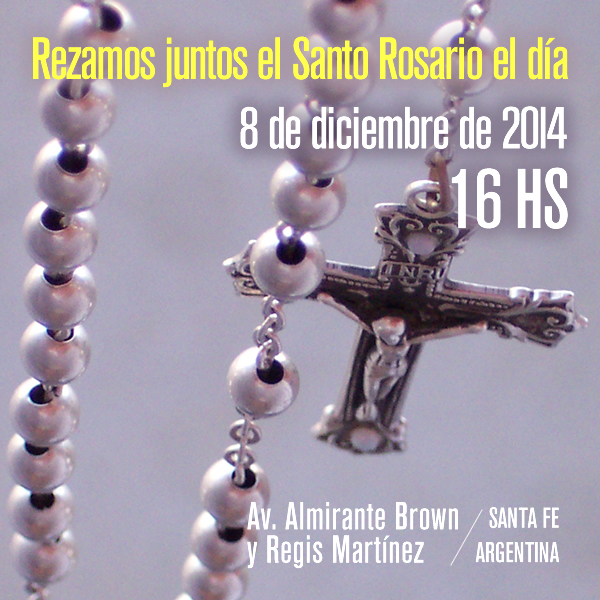 Rezamos juntos el Santo Rosario el día
8 de diciembre de 2014
16 HS
INRI
Av. Almirante Brown
y Regis Martínez
SANTA FE
ARGENTINA